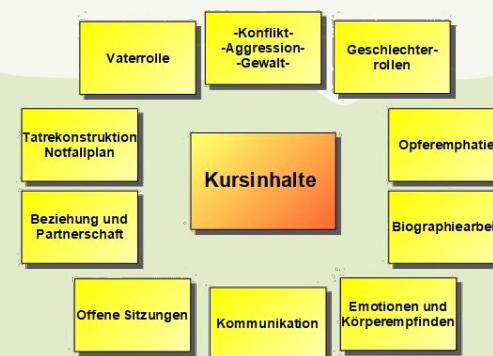 Vaterrolle
-Konflikt-
-Aggression-
-Gewalt-
Geschlechter-
rollen
Tatrekonstruktion
Notfallplan
Kursinhalte
Opferemphatie
Beziehung und
Partnerschaft
Biographiearbei
Offene Sitzungen
Kommunikation
Emotionen und
Körperempfinden